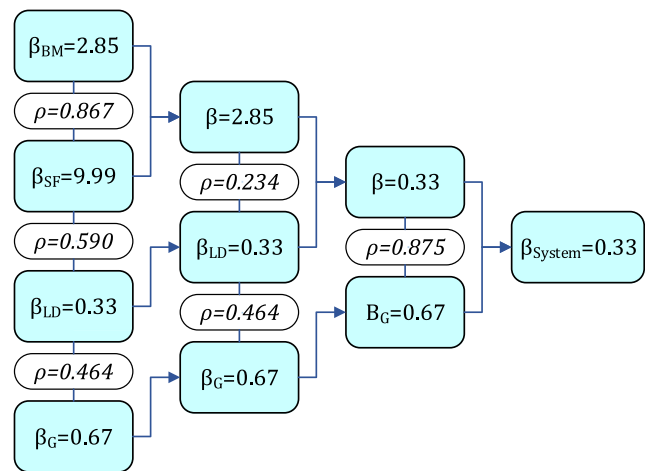 β_BM=2.85
ρ=0.867
β_SF=9.99
ρ=0.590
β_LD=0.33
ρ=0.464
β_G=0.67
β=2.85
ρ=0.234
β_LD=0.33
ρ=0.464
β_G=0.67
β=0.33
ρ=0.875
B_G=0.67
β_System=0.33